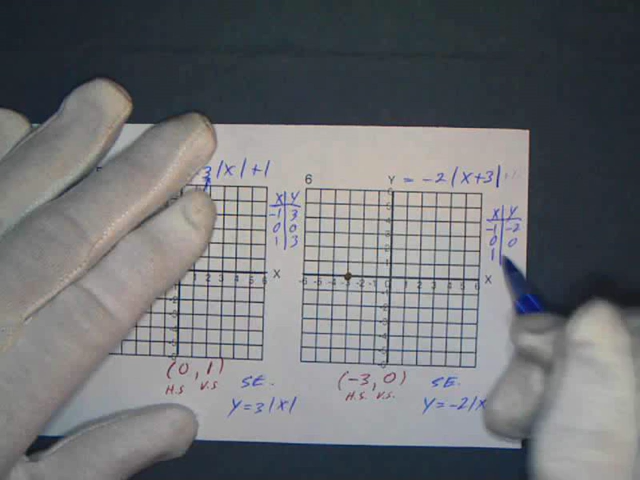 3|X|+1
6 Y = -2|X+3|
X Y
-1 3
0 0
1 3
X
X Y
-1 -2
0 0
1
X
(0, 1)
H.S V.S
SE.
Y=3|X|
(-3, 0)
H.S. V.S.
SE.
Y=-2|X